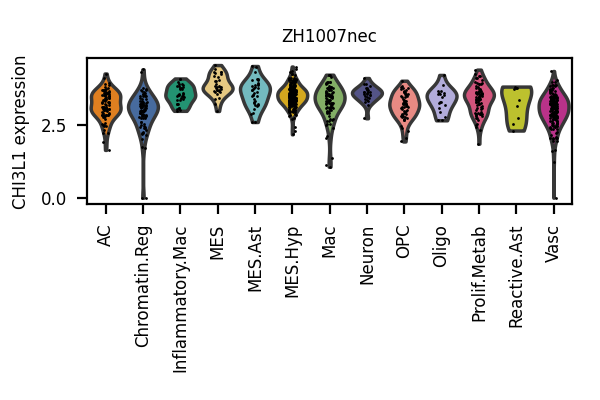 ZH1007nec
CHI3L1 expression
2.5
0.0
AC
Chromatin.Reg
Inflammatory.Mac
MES
MES.Ast
MES.Hyp
Mac
Neuron
OPC
Oligo
Prolif.Metab
Reactive.Ast
Vasc